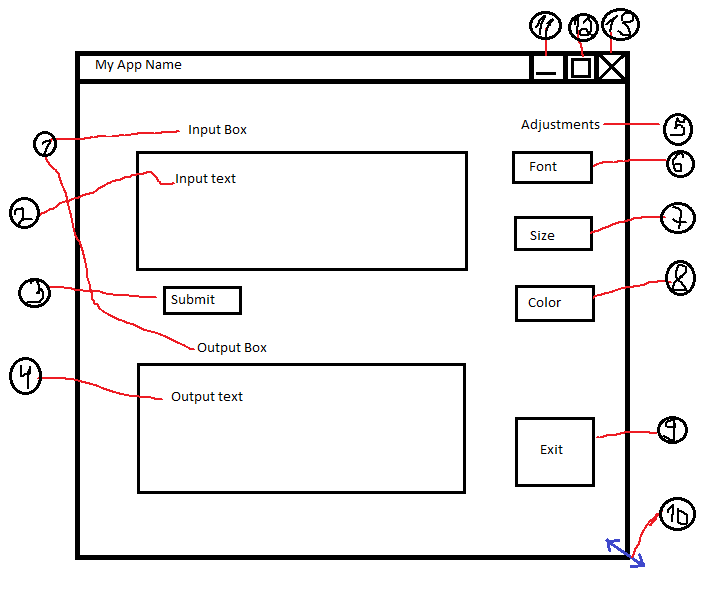 11 12 13
My App Name
1 Input Box
Adjustments 5
Font 6
2 Input text
Size 7
3 Submit
Color 8
Output Box
4 Output text
Exit 9
10